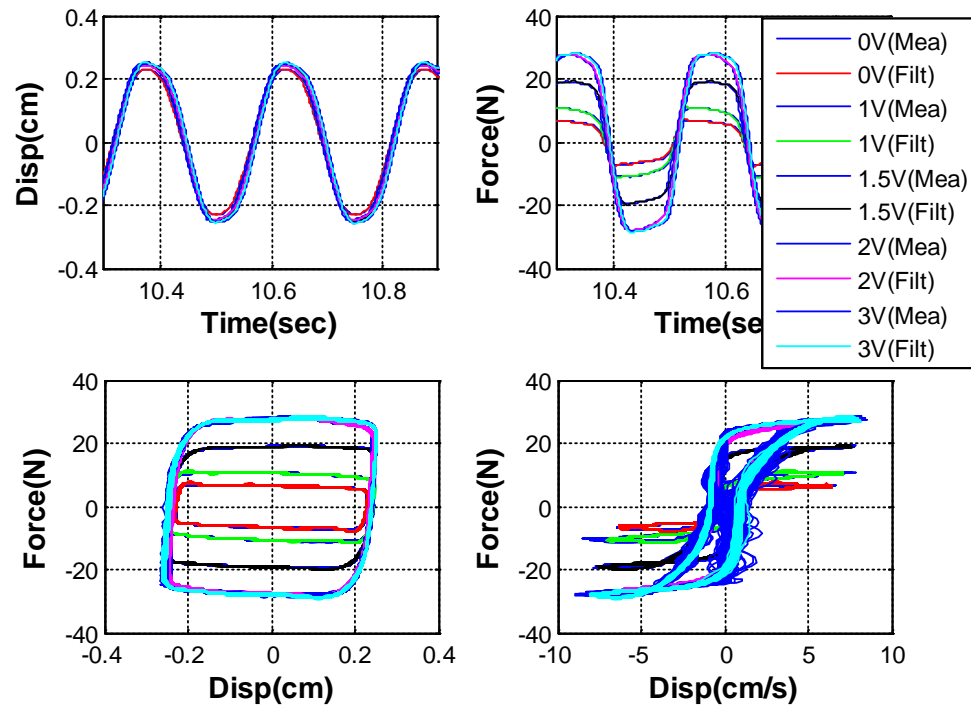 0.4
0.2
0
-0.2
-0.4
Disp(cm)
10.4
10.6
10.8
Time(sec)
40
20
0
-20
-40
Force(N)
10.4
10.6
Time(se
0V(Mea)
0V(Filt)
1V(Mea)
1V(Filt)
1.5V(Mea)
1.5V(Filt)
2V(Mea)
2V(Filt)
3V(Mea)
3V(Filt)
40
20
0
-20
-40
Force(N)
-0.4
-0.2
0
0.2
0.4
Disp(cm)
40
20
0
-20
-40
Force(N)
-10
-5
0
5
10
Disp(cm/s)